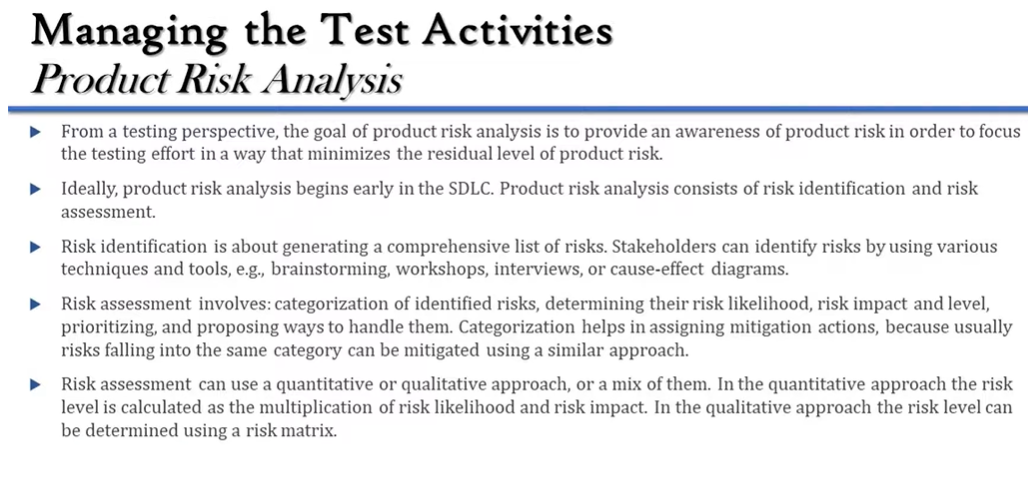 Managing the Test Activities
Product Risk Analysis
From a testing perspective, the goal of product risk analysis is to provide an awareness of product risk in order to focus
the testing effort in a way that minimizes the residual level of product risk.
Ideally, product risk analysis begins early in the SDLC. Product risk analysis consists of risk identification and risk
assessment.
Risk identification is about generating a comprehensive list of risks. Stakeholders can identify risks by using various
techniques and tools, e.g., brainstorming, workshops, interviews, or cause-effect diagrams.
Risk assessment involves: categorization of identified risks, determining their risk likelihood, risk impact and level,
prioritizing, and proposing ways to handle them. Categorization helps in assigning mitigation actions, because usually
risks falling into the same category can be mitigated using a similar approach.
Risk assessment can use a quantitative or qualitative approach, or a mix of them. In the quantitative approach the risk
level is calculated as the multiplication of risk likelihood and risk impact. In the qualitative approach the risk level can
be determined using a risk matrix.